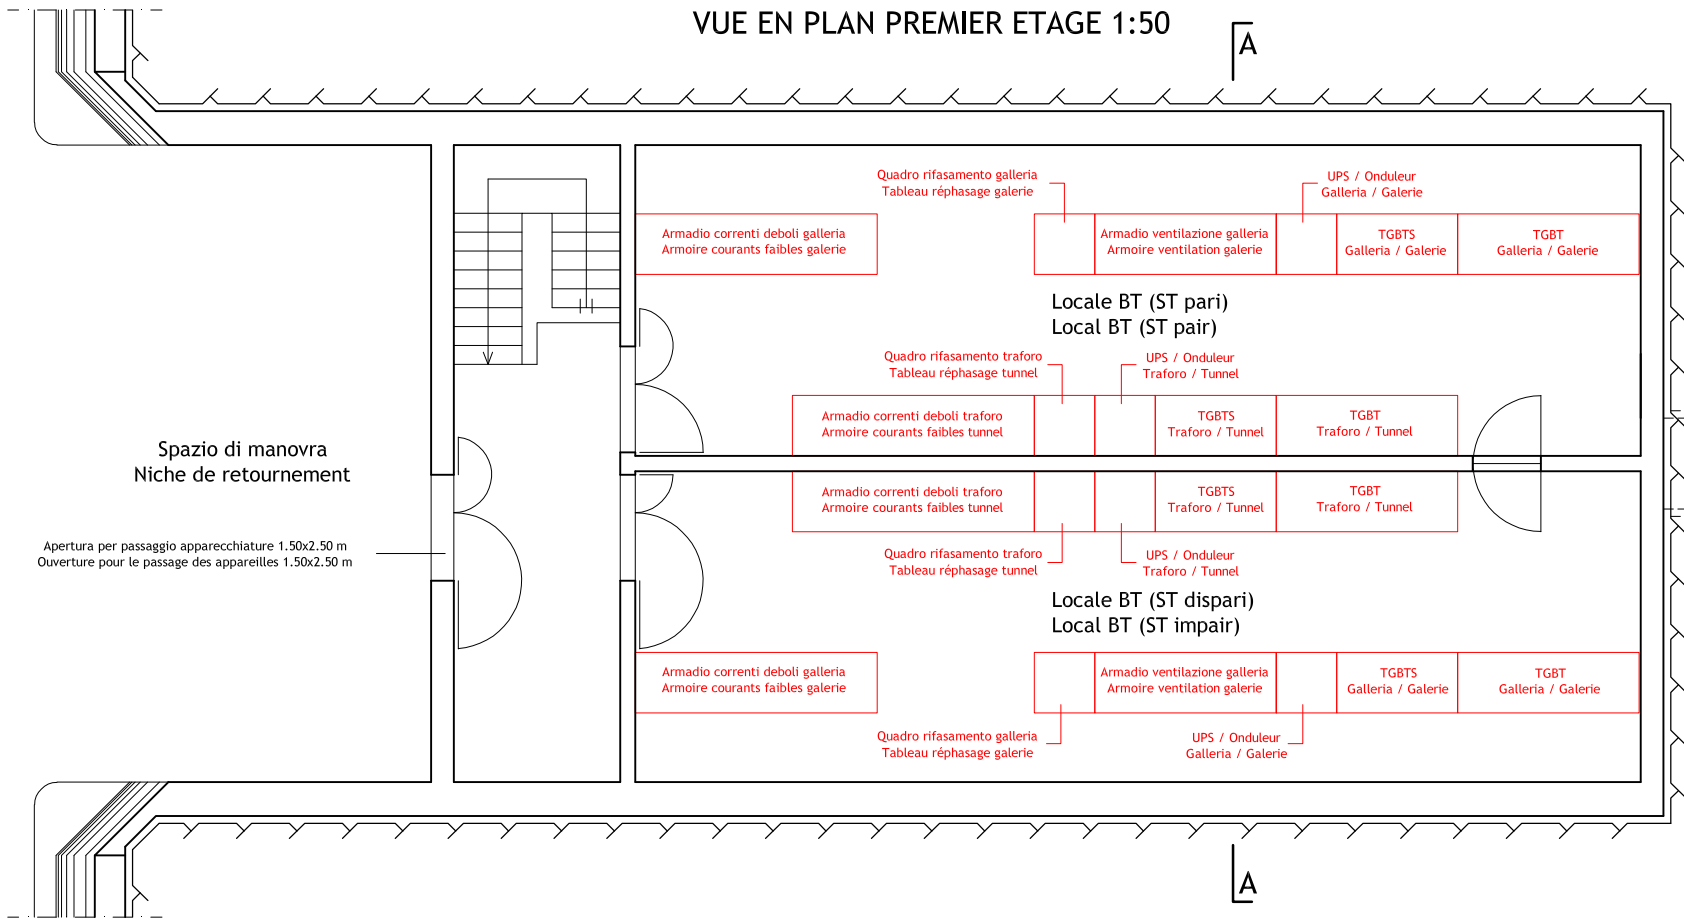 VUE EN PLAN PREMIER ETAGE 1:50
A
Quadro rifasamento galleria
Tableau réphasage galerie
UPS / Onduleur
Galleria / Galerie
Armadio correnti deboli galleria
Armoire courants faibles galerie
Armadio ventilazione galleria
Armoire ventilation galerie
TGBTS
Galleria / Galerie
TGBT
Galleria / Galerie
Locale BT (ST pari)
Local BT (ST pair)
Quadro rifasamento traforo
Tableau réphasage tunnel
UPS / Onduleur
Traforo / Tunnel
Armadio correnti deboli traforo
Armoire courants faibles tunnel
TGBTS
Traforo / Tunnel
TGBT
Traforo / Tunnel
Spazio di manovra
Niche de retournement
Armadio correnti deboli traforo
Armoire courants faibles tunnel
TGBTS
Traforo / Tunnel
TGBT
Traforo / Tunnel
Apertura per passaggio apparecchiature 1.50x2.50 m
Ouverture pour le passage des appareilles 1.50x2.50 m
Quadro rifasamento traforo
Tableau réphasage tunnel
UPS / Onduleur
Traforo / Tunnel
Locale BT (ST dispari)
Local BT (ST impair)
Armadio correnti deboli galleria
Armoire courants faibles galerie
Armadio ventilazione galleria
Armoire ventilation galerie
TGBTS
Galleria / Galerie
TGBT
Galleria / Galerie
Quadro rifasamento galleria
Tableau réphasage galerie
UPS / Onduleur
Galleria / Galerie
A